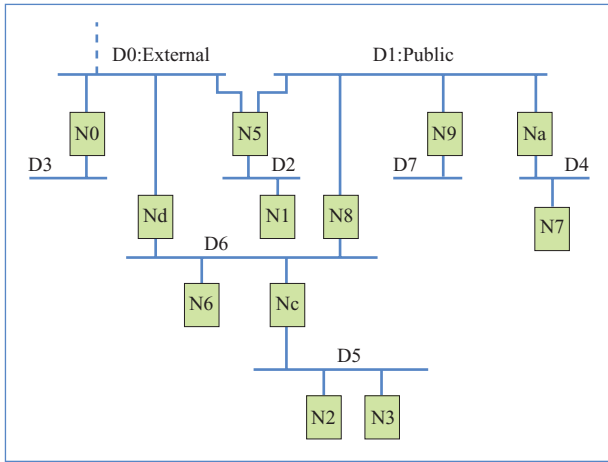 D0:External
D1:Public
N0
N5
N9
Na
D3
D2
D7
D4
Nd
N1
N8
N7
D6
N6
Nc
D5
N2
N3